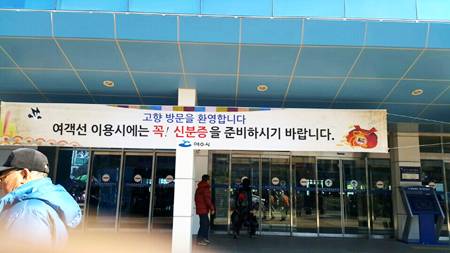 고향 방문을 환영합니다
여객선 이용시에는 꼭! 신분증을 준비하시기 바랍니다.
여수시